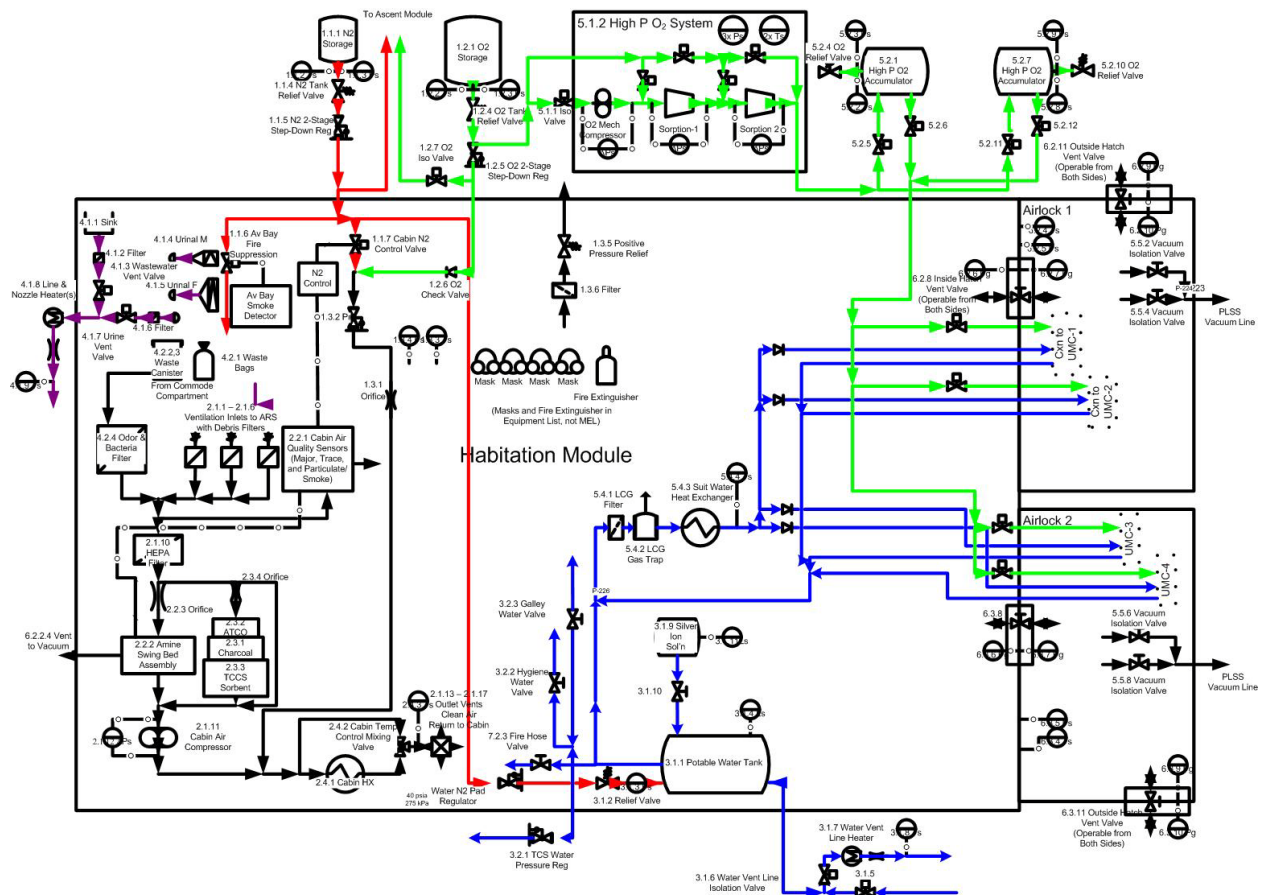 To Ascent Module
1.1.1 N2
Storage
1.1.4 N2 Tank
Relief Valve
1.1.5 N2 2-Stage
Step-Down Reg
1.2.1 O2
Storage
1.2.4 O2 Tank
Relief Valve
1.2.7 O2
Iso Valve
1.2.5 O2 2-Stage
Step-Down Reg
5.1.2 High P O2 System
3x Ps
2x Ts
5.1.1 Iso
Valve
O2 Mech
Compressor
Sorption-1
Sorption 2
5.2.4 O2
Relief Valve
5.2.1
High P O2
Accumulator
5.2.7
High P O2
Accumulator
5.2.10 O2
Relief Valve
5.2.5
5.2.6
5.2.11
5.2.12
6.2.11 Outside Hatch
Vent Valve
(Operable from
Both Sides)
Airlock 1
5.5.2 Vacuum
Isolation Valve
5.5.4
Vacuum
Isolation Valve
PLSS
Vacuum Line
6.2.8 Inside Hatch
Vent Valve
(Operable from
Both Sides)
Cxn to
UMC-1
Cxn to
UMC-2
4.1.1 Sink
4.1.2 Filter
4.1.3 Wastewater
Vent Valve
4.1.4 Urinal M
4.1.5 Urinal F
4.1.8 Line &
Nozzle Heater(s)
4.1.6 Filter
4.1.7 Urine
Vent
Valve
1.1.6 Av Bay
Fire
Suppression
Av Bay
Smoke
Detector
N2
Control
1.1.7 Cabin N2
Control Valve
1.2.6 O2
Check Valve
1.3.5 Positive
Pressure Relief
1.3.6 Filter
4.2.2,3
Waste
Canister
From Commode
Compartment
4.2.1 Waste
Bags
2.1.1 – 2.1.6
Ventilation Inlets to ARS
with Debris Filters
1.3.1
Orifice
Mask Mask Mask Mask
Fire Extinguisher
(Masks and Fire Extinguisher in
Equipment List, not MEL)
4.2.4 Odor &
Bacteria
Filter
2.2.1 Cabin Air
Quality Sensors
(Major, Trace,
and Particulate/
Smoke)
Habitation Module
5.4.1 LCG
Filter
5.4.2 LCG
Gas Trap
5.4.3 Suit Water
Heat Exchanger
Airlock 2
UMC-3
UMC-4
2.1.10
HEPA
Filter
2.3.4 Orifice
2.2.3 Orifice
2.3.2
ATCO
2.3.1
Charcoal
2.3.3
TCCS
Sorbent
6.2.2.4 Vent
to Vacuum
2.2.2 Amine
Swing Bed
Assembly
P-226
3.2.3 Galley
Water Valve
3.1.9 Silver
Ion
Sol'n
3.1.10
3.2.2 Hygiene
Water
Valve
6.3.8
5.5.6 Vacuum
Isolation Valve
5.5.8 Vacuum
Isolation Valve
PLSS
Vacuum Line
2.1.11
Cabin Air
Compressor
2.4.2 Cabin Temp
Control Mixing
Valve
2.1.13 – 2.1.17
Outlet Vents
Clean Air
Return to Cabin
7.2.3 Fire Hose
Valve
3.1.1 Potable Water Tank
2.4.1 Cabin HX
40 psia
275 kPa
Water N2 Pad
Regulator
3.1.2 Relief Valve
3.2.1 TCS Water
Pressure Reg
3.1.7 Water Vent
Line Heater
3.1.5
3.1.6 Water Vent Line
Isolation Valve
6.3.11 Outside Hatch
Vent Valve
(Operable from
Both Sides)